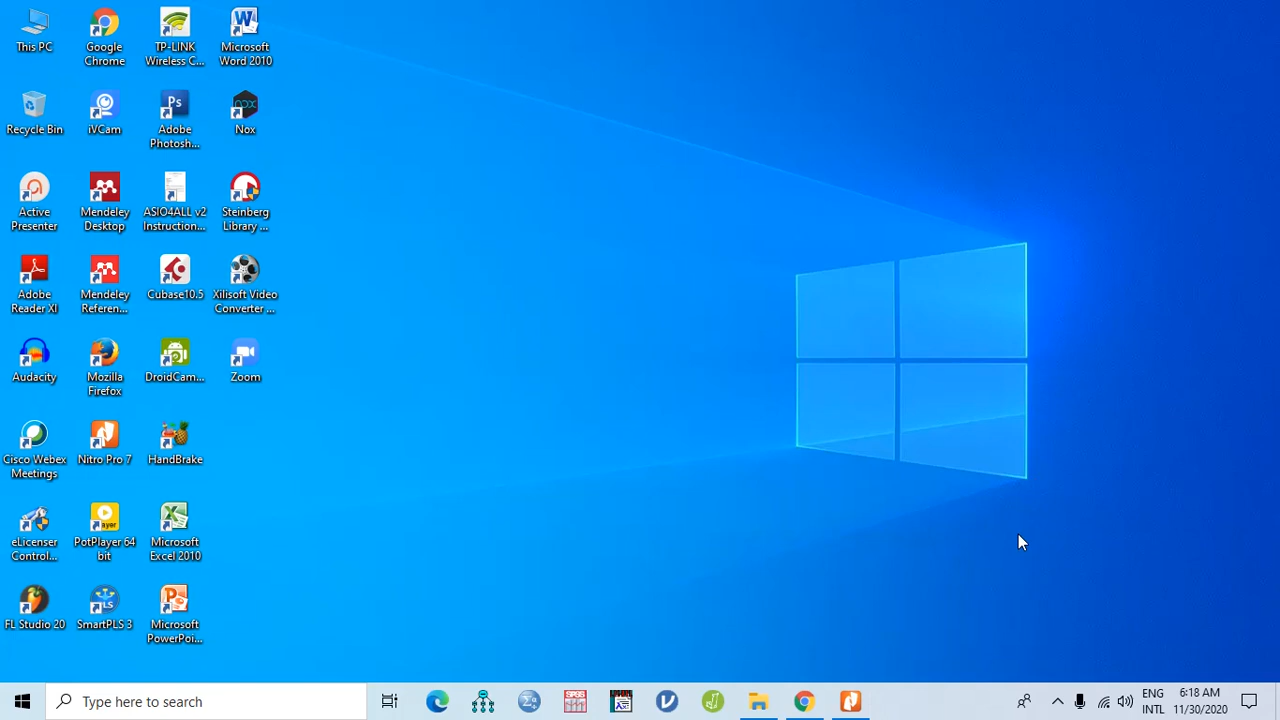 This PC
Google
Chrome
TP-LINK
Wireless C...
Microsoft
Word 2010
Recycle Bin
iVCam
Adobe
Photosh...
Nox
Active
Presenter
Mendeley
Desktop
ASIO4ALL v2
Instruction...
Steinberg
Library ...
Adobe
Reader XI
Mendeley
Referen...
Cubase10.5
Xilisoft Video
Converter ...
Audacity
Mozilla
Firefox
DroidCam...
Zoom
Cisco Webex
Meetings
Nitro Pro 7
HandBrake
eLicenser
Control...
PotPlayer 64
bit
Microsoft
Excel 2010
FL Studio 20
SmartPLS 3
Microsoft
PowerPoi...
Type here to search
ENG
INTL
6:18 AM
11/30/2020